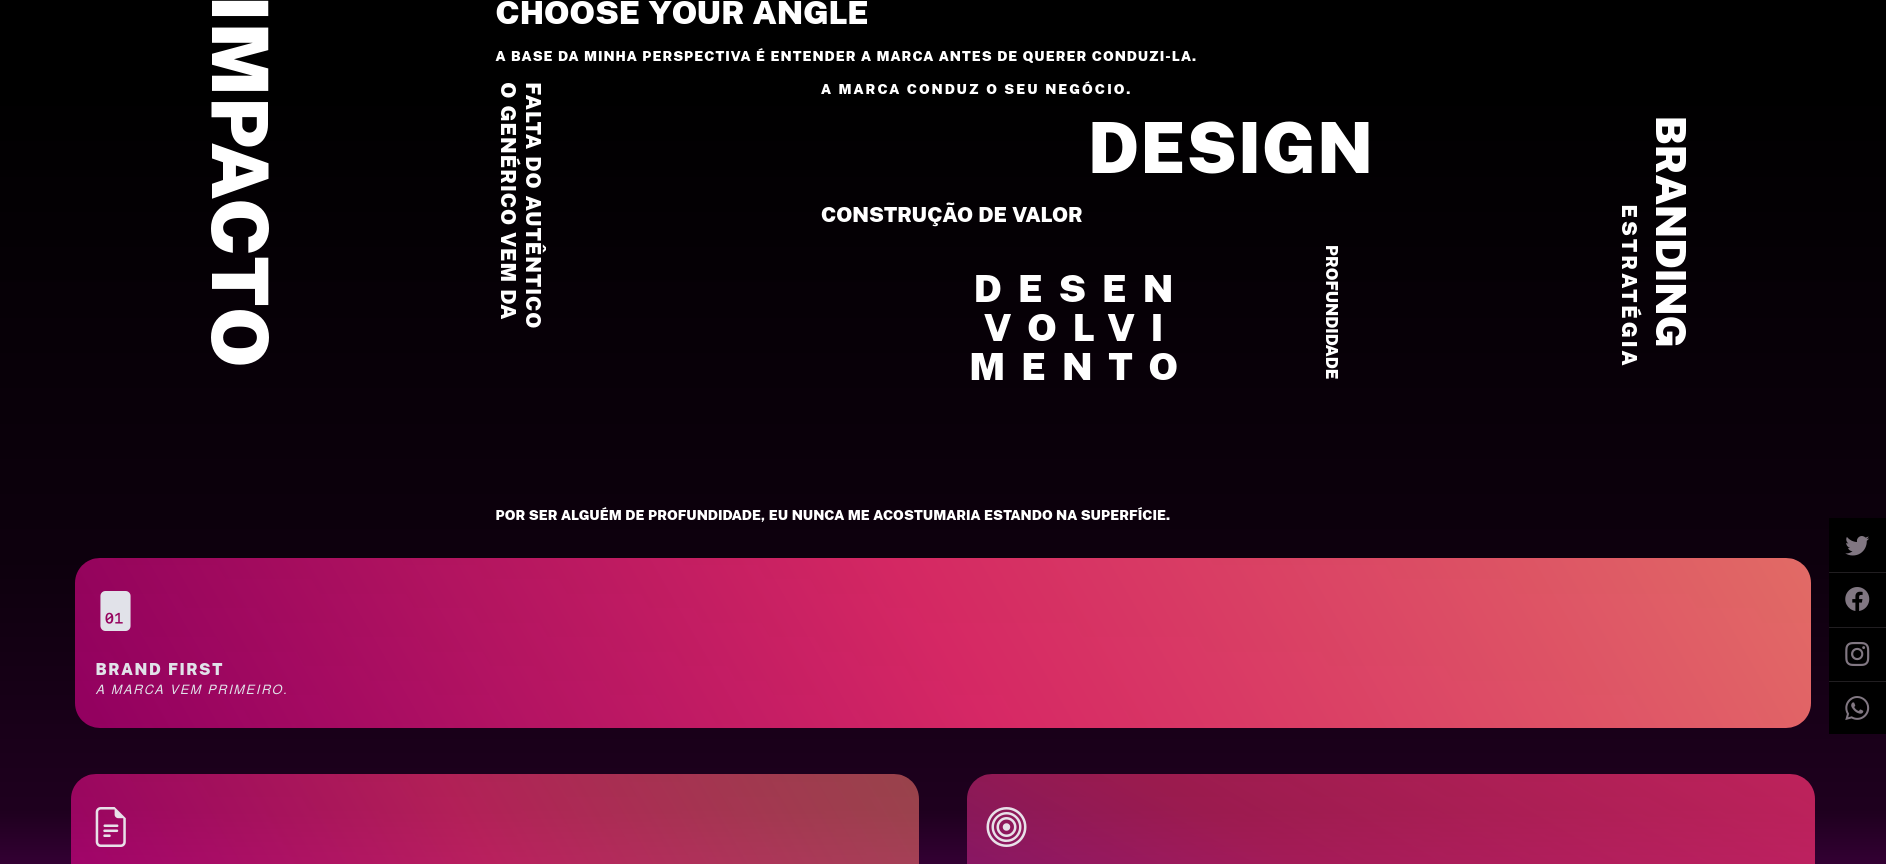 IMPACTO
CHOOSE YOUR ANGLE
A BASE DA MINHA PERSPECTIVA É ENTENDER A MARCA ANTES DE QUERER CONDUZI-LA.
A MARCA CONDUZ O SEU NEGÓCIO.
FALTA DO AUTÊNTICO
O GENÉRICO VEM DA
DESIGN
CONSTRUÇÃO DE VALOR
DESEN
VOLVI
MENTO
PROFUNDIDADE
BRANDING
ESTRATÉGIA
POR SER ALGUÉM DE PROFUNDIDADE, EU NUNCA ME ACOSTUMARIA ESTANDO NA SUPERFÍCIE.
01
BRAND FIRST
A MARCA VEM PRIMEIRO.